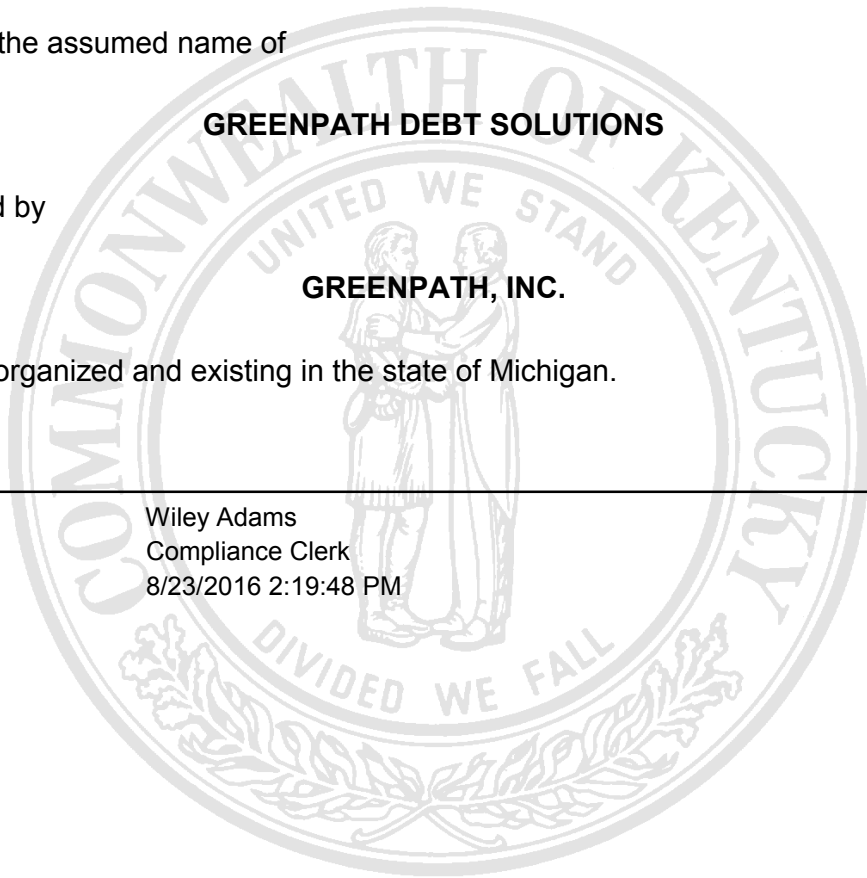 the assumed name of
GREENPATH DEBT SOLUTIONS
d by
GREENPATH, INC.
organized and existing in the state of Michigan.
Wiley Adams
Compliance Clerk
8/23/2016 2:19:48 PM
COMMONWEALTH OF KENTUCKY
UNITED WE STAND
DIVIDED WE FALL